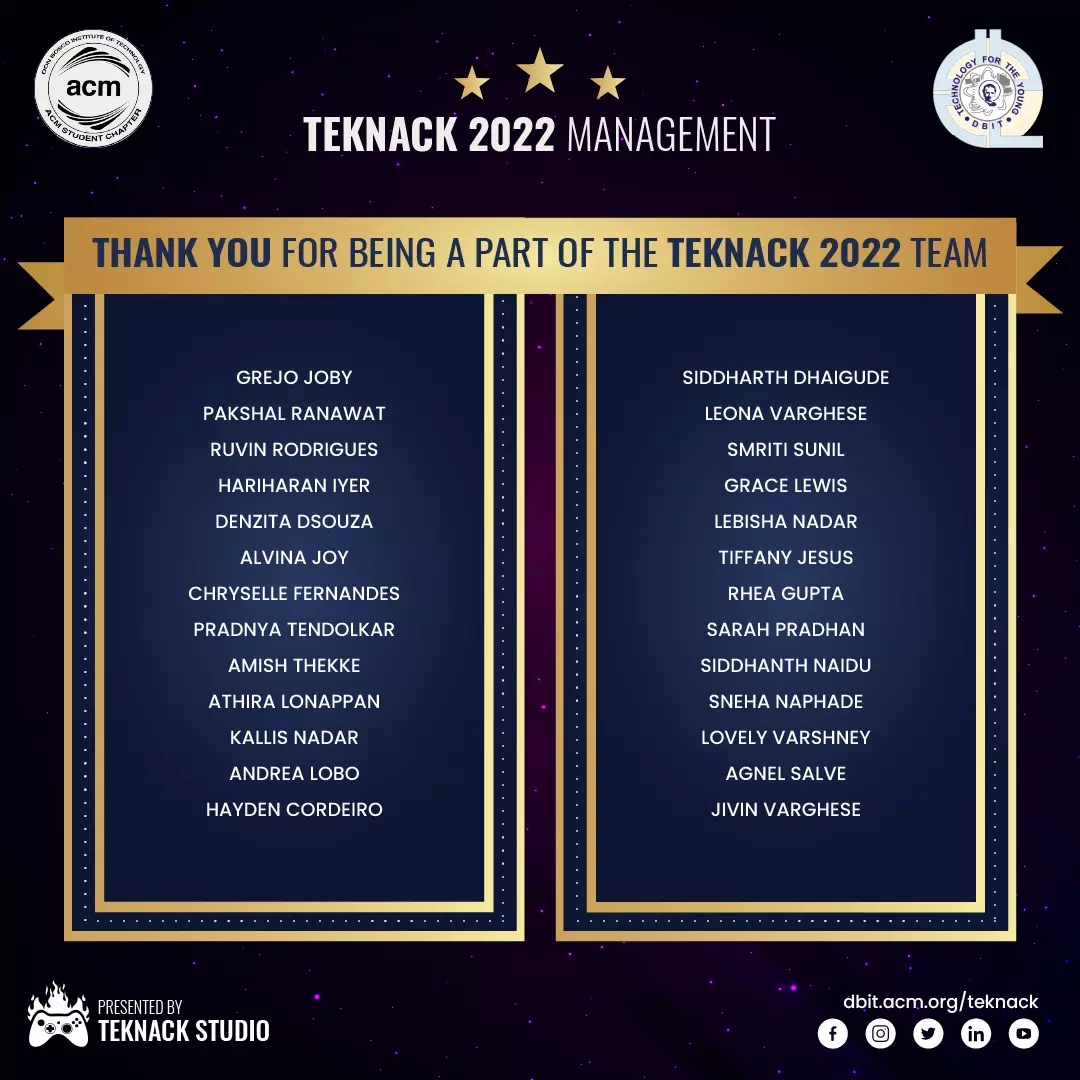 DON BOSCO INSTITUTE OF TECHNOLOGY
acm
ACM STUDENT CHAPTER
TECHNOLOGY FOR THE YOUNG
• DBIT •
TEKNACK 2022 MANAGEMENT
THANK YOU FOR BEING A PART OF THE TEKNACK 2022 TEAM
GREJO JOBY
PAKSHAL RANAWAT
RUVIN RODRIGUES
HARIHARAN IYER
DENZITA DSOUZA
ALVINA JOY
CHRYSELLE FERNANDES
PRADNYA TENDOLKAR
AMISH THEKKE
ATHIRA LONAPPAN
KALLIS NADAR
ANDREA LOBO
HAYDEN CORDEIRO
SIDDHARTH DHAIGUDE
LEONA VARGHESE
SMRITI SUNIL
GRACE LEWIS
LEBISHA NADAR
TIFFANY JESUS
RHEA GUPTA
SARAH PRADHAN
SIDDHANTH NAIDU
SNEHA NAPHADE
LOVELY VARSHNEY
AGNEL SALVE
JIVIN VARGHESE
PRESENTED BY
TEKNACK STUDIO
dbit.acm.org/teknack